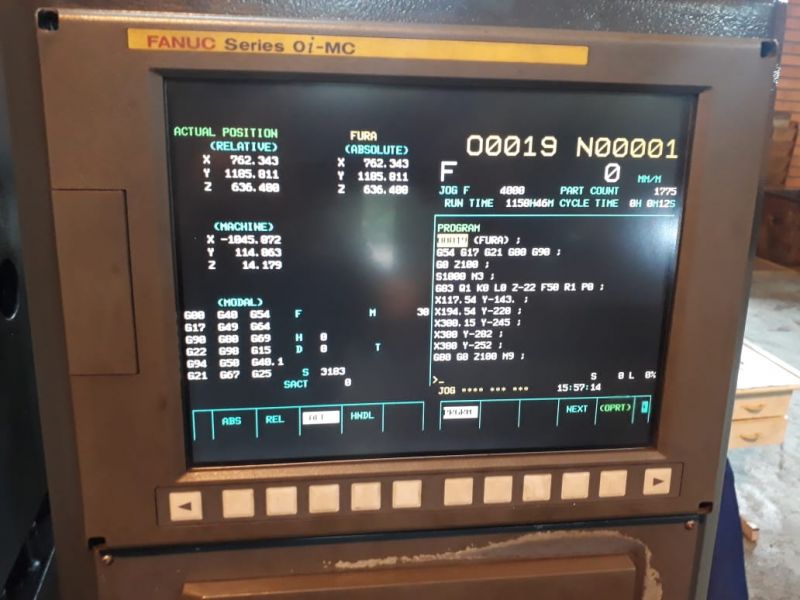 FANUC Series 0i-MC
ACTUAL POSITION
(RELATIVE)
X 762.343
Y 1185.811
Z 636.400
FURA
(ABSOLUTE)
X 762.343
Y 1185.811
Z 636.400
O0019 N00001
F 0 MM/M
JOG F 4000 PART COUNT 1775
RUN TIME 1150H46M CYCLE TIME 0H 0M12S
(MACHINE)
X -1045.072
Y 114.063
Z 14.179
(MODAL)
G00 G40 G54 F M 30
G17 G49 G64
G90 G80 G69 H 0
G22 G98 G15 D 0 T
G94 G50 G40.1
G21 G67 G25 S 3183
SACT 0
PROGRAM
O0019 (FURA) ;
G54 G17 G21 G80 G90 ;
G0 Z100 ;
S1000 M3 ;
G83 Q1 K0 L0 Z-22 F50 R1 P0 ;
X117.54 Y-143. ;
X194.54 Y-220 ;
X300.15 Y-245 ;
X300 Y-202 ;
X300 Y-252 ;
G80 G0 Z100 M9 ;
>_
S 0 L 0%
JOG **** *** *** 15:57:14
ABS REL ALL HNDL
PRGRM NEXT (OPRT)